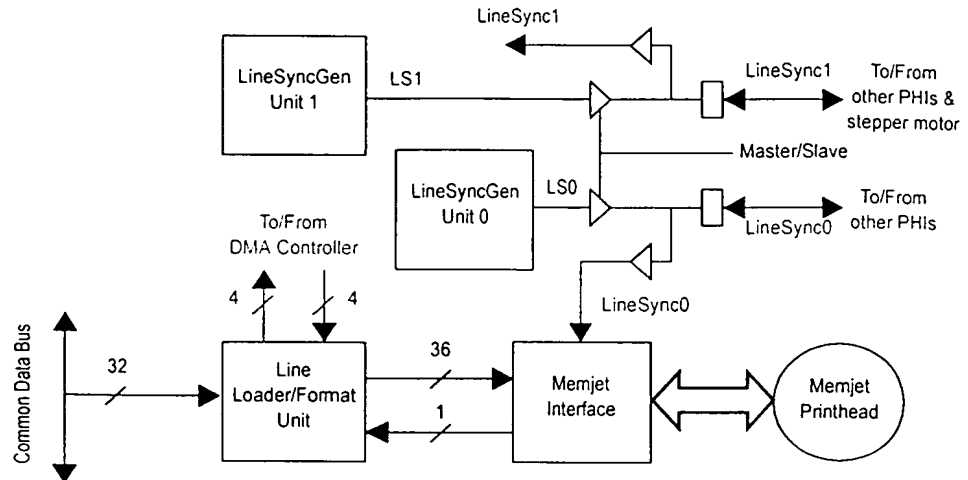 LineSync1
LineSyncGen
Unit 1
LS1
LineSync1
To/From
other PHIs &
stepper motor
Master/Slave
LineSyncGen
Unit 0
LS0
LineSync0
To/From
other PHIs
To/From
DMA Controller
4
4
LineSync0
Common Data Bus
32
Line
Loader/Format
Unit
36
1
Memjet
Interface
Memjet
Printhead